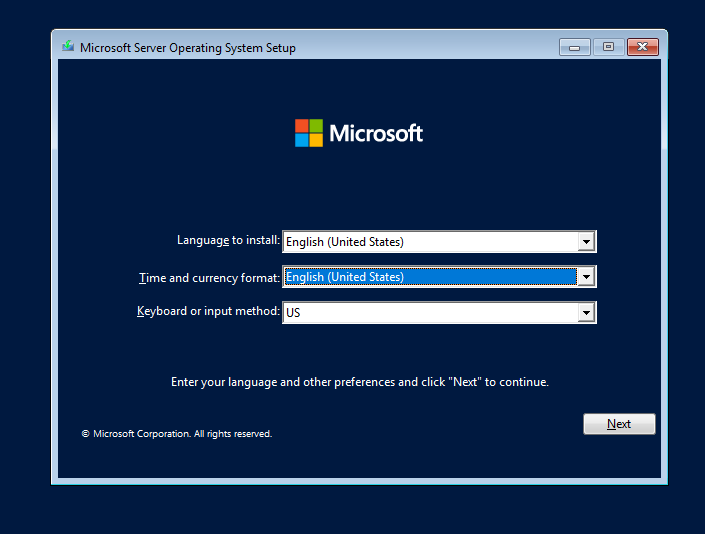 Microsoft Server Operating System Setup
Microsoft
Language to install: English (United States)
Time and currency format: English (United States)
Keyboard or input method: US
Enter your language and other preferences and click "Next" to continue.
Next
© Microsoft Corporation. All rights reserved.